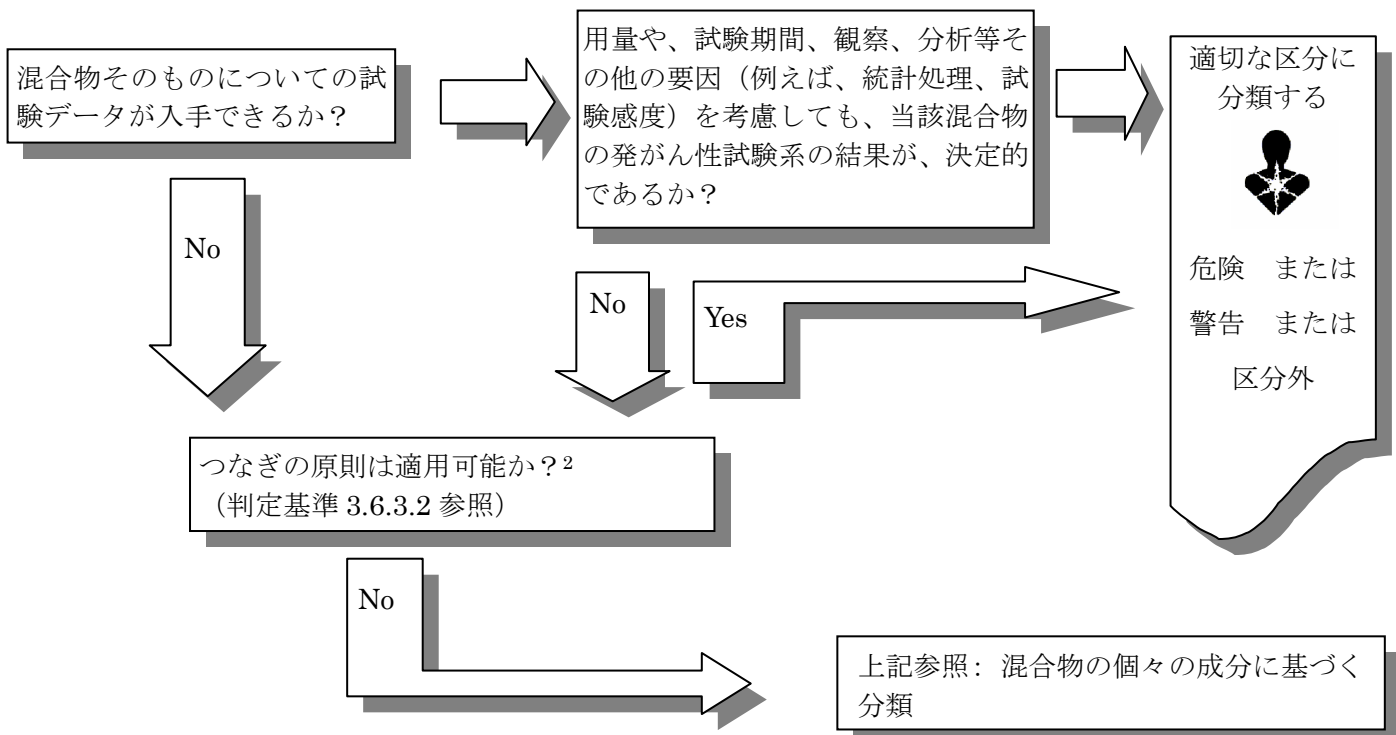 混合物そのものについての試
験データが入手できるか？
用量や、試験期間、観察、分析等そ
の他の要因（例えば、統計処理、試
験感度）を考慮しても、当該混合物
の発がん性試験系の結果が、決定的
であるか？
適切な区分に
分類する
危険　または
警告　または
区分外
No
No
Yes
つなぎの原則は適用可能か？2
（判定基準 3.6.3.2 参照）
No
上記参照: 混合物の個々の成分に基づく
分類